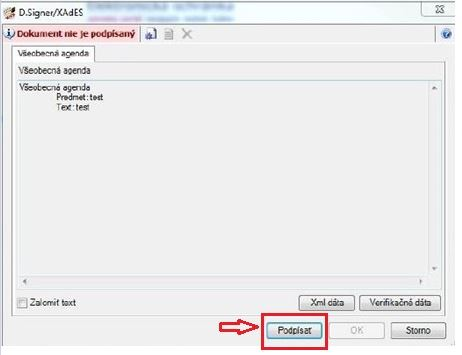 D.Signer/XAdES
Dokument nie je podpísaný
Všeobecná agenda
Všeobecná agenda
Všeobecná agenda
Predmet: test
Text: test
Zalomiť text
Xml dáta
Verifikačné dáta
Podpísať
OK
Storno